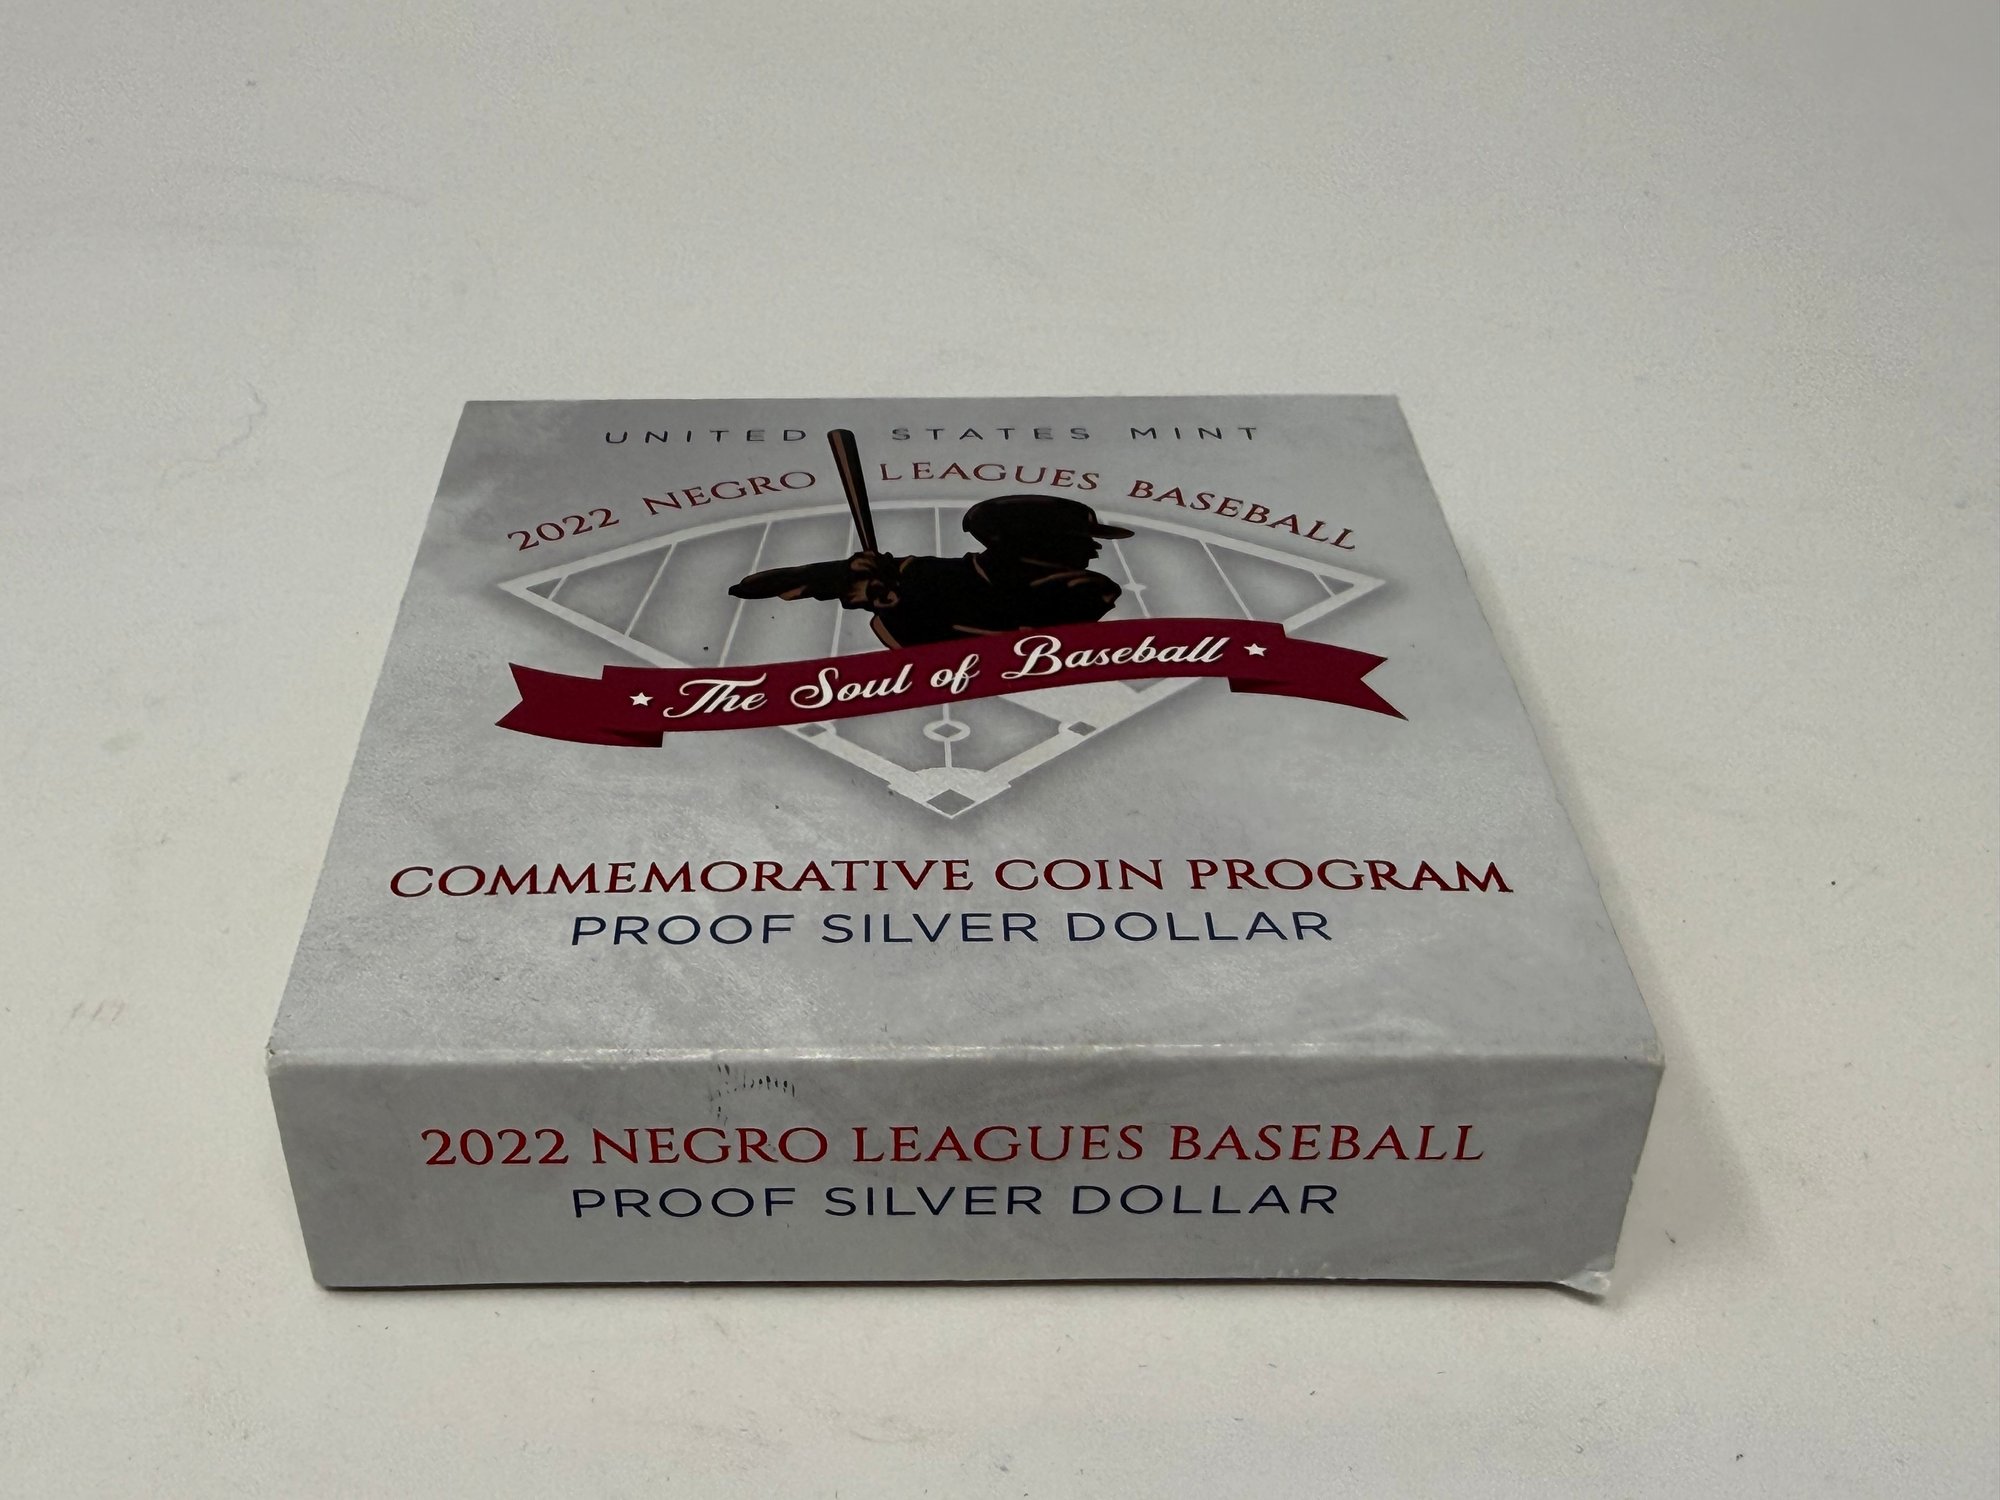 UNITED STATES MINT
2022 NEGRO LEAGUES BASEBALL
The Soul of Baseball
COMMEMORATIVE COIN PROGRAM
PROOF SILVER DOLLAR
2022 NEGRO LEAGUES BASEBALL
PROOF SILVER DOLLAR